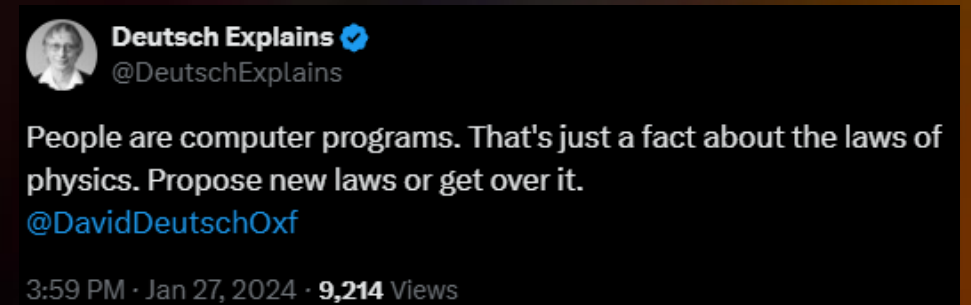 Deutsch Explains
@DeutschExplains
People are computer programs. That's just a fact about the laws of
physics. Propose new laws or get over it.
@DavidDeutschOxf
3:59 PM · Jan 27, 2024 · 9,214 Views